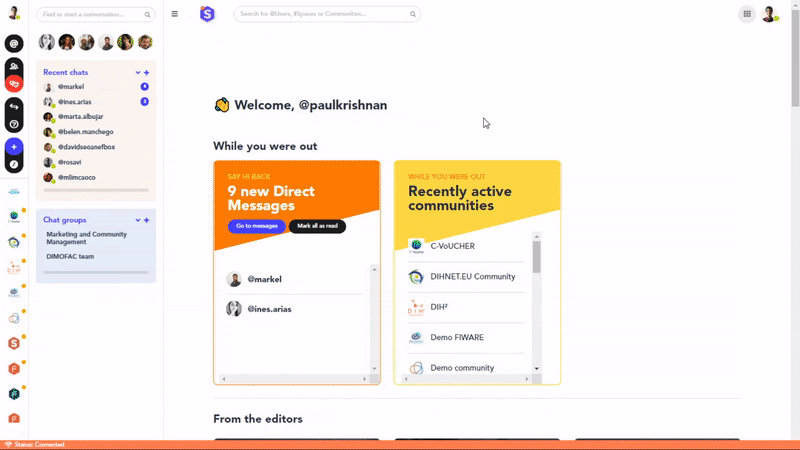 Find or start a conversation...
Search for @Users, #Spaces or Communities...
Recent chats
@markel
4
@ines.arias
3
@marta.albujar
@belen.manchego
@davidseoanefbox
@rosavi
@mlimcaoco
Chat groups
Marketing and Community
Management
DIMOFAC team
Welcome, @paulkrishnan
While you were out
SAY HI BACK
9 new Direct
Messages
Go to messages
Mark all as read
@markel
@ines.arias
WHILE YOU WERE OUT
Recently active
communities
C-VoUCHER
DIHNET.EU Community
DIH²
Demo FIWARE
Demo community
From the editors